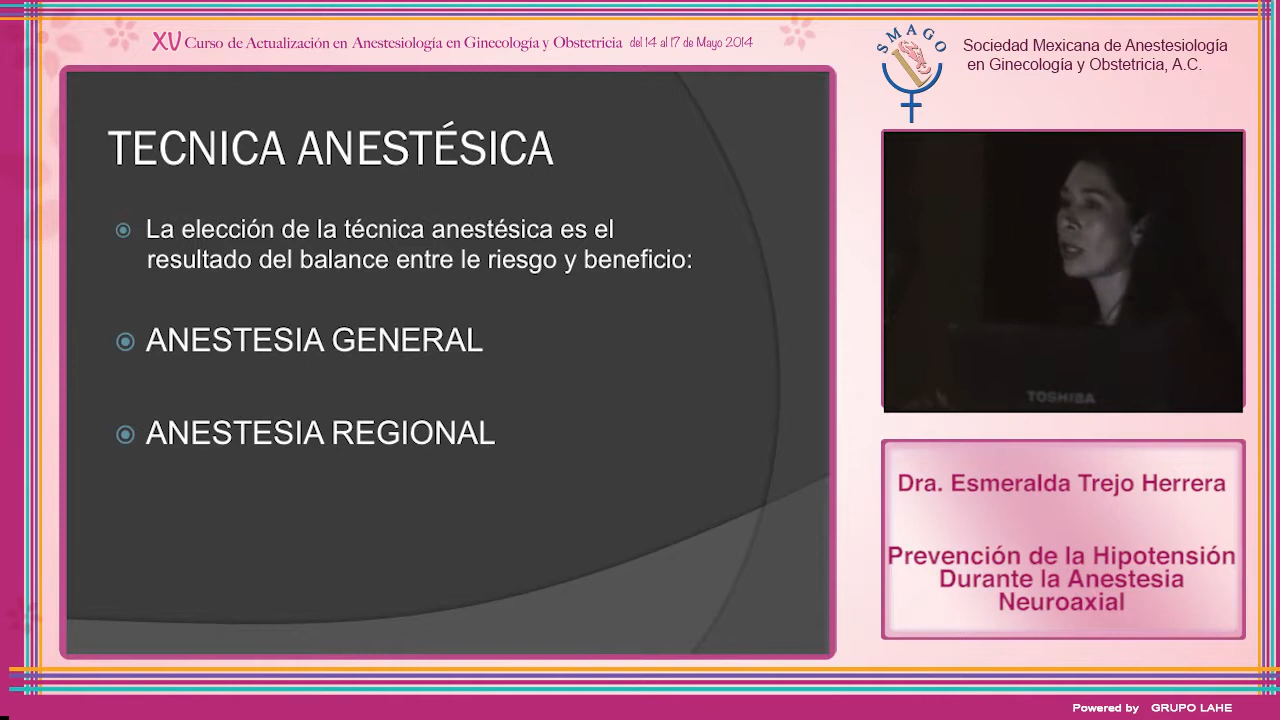 XV Curso de Actualización en Anestesiología en Ginecología y Obstetricia del 14 al 17 de Mayo 2014
SMAGO
Sociedad Mexicana de Anestesiología
en Ginecología y Obstetricia, A.C.
TECNICA ANESTÉSICA
La elección de la técnica anestésica es el
resultado del balance entre le riesgo y beneficio:
ANESTESIA GENERAL
ANESTESIA REGIONAL
TOSHIBA
Dra. Esmeralda Trejo Herrera
Prevención de la Hipotensión
Durante la Anestesia
Neuroaxial
Powered by GRUPO LAHE